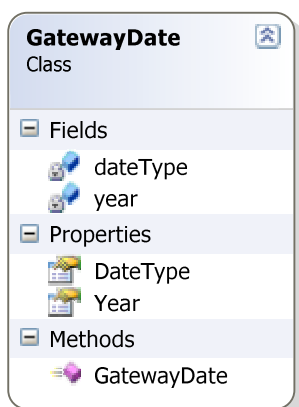 GatewayDate
Class
Fields
dateType
year
Properties
DateType
Year
Methods
GatewayDate